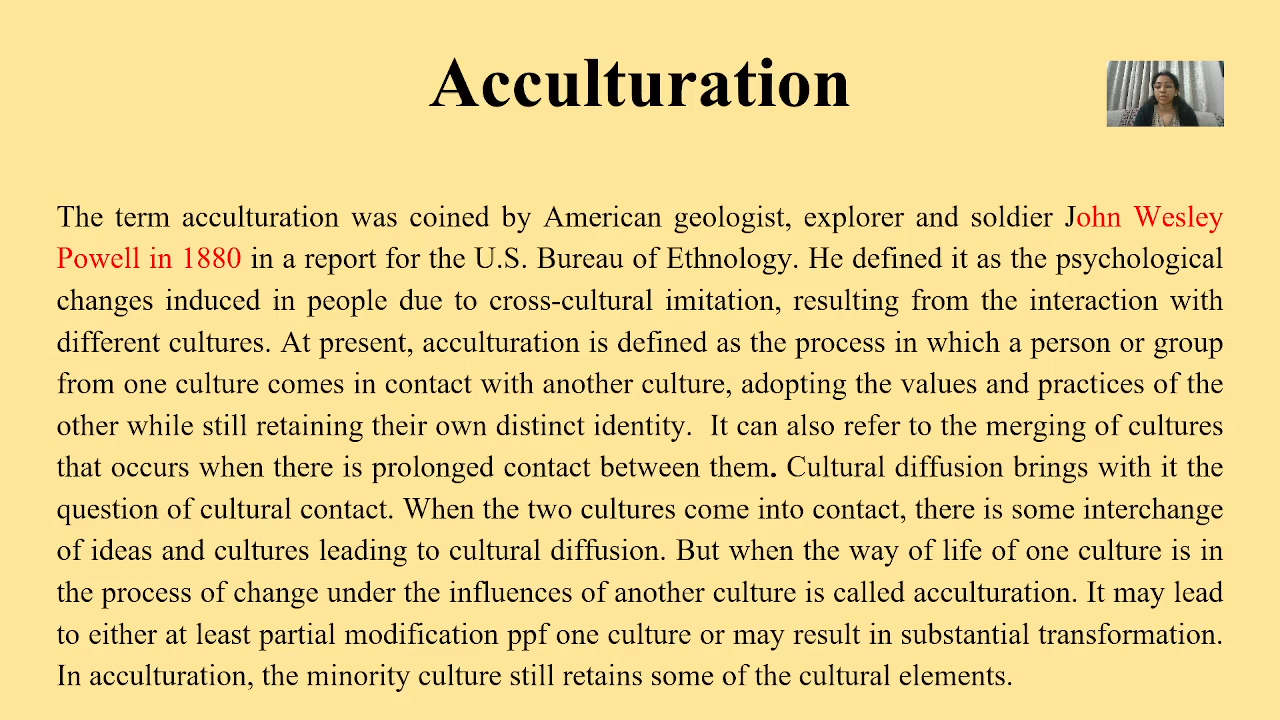 Acculturation
The term acculturation was coined by American geologist, explorer and soldier John Wesley
Powell in 1880 in a report for the U.S. Bureau of Ethnology. He defined it as the psychological
changes induced in people due to cross-cultural imitation, resulting from the interaction with
different cultures. At present, acculturation is defined as the process in which a person or group
from one culture comes in contact with another culture, adopting the values and practices of the
other while still retaining their own distinct identity.  It can also refer to the merging of cultures
that occurs when there is prolonged contact between them. Cultural diffusion brings with it the
question of cultural contact. When the two cultures come into contact, there is some interchange
of ideas and cultures leading to cultural diffusion. But when the way of life of one culture is in
the process of change under the influences of another culture is called acculturation. It may lead
to either at least partial modification ppf one culture or may result in substantial transformation.
In acculturation, the minority culture still retains some of the cultural elements.